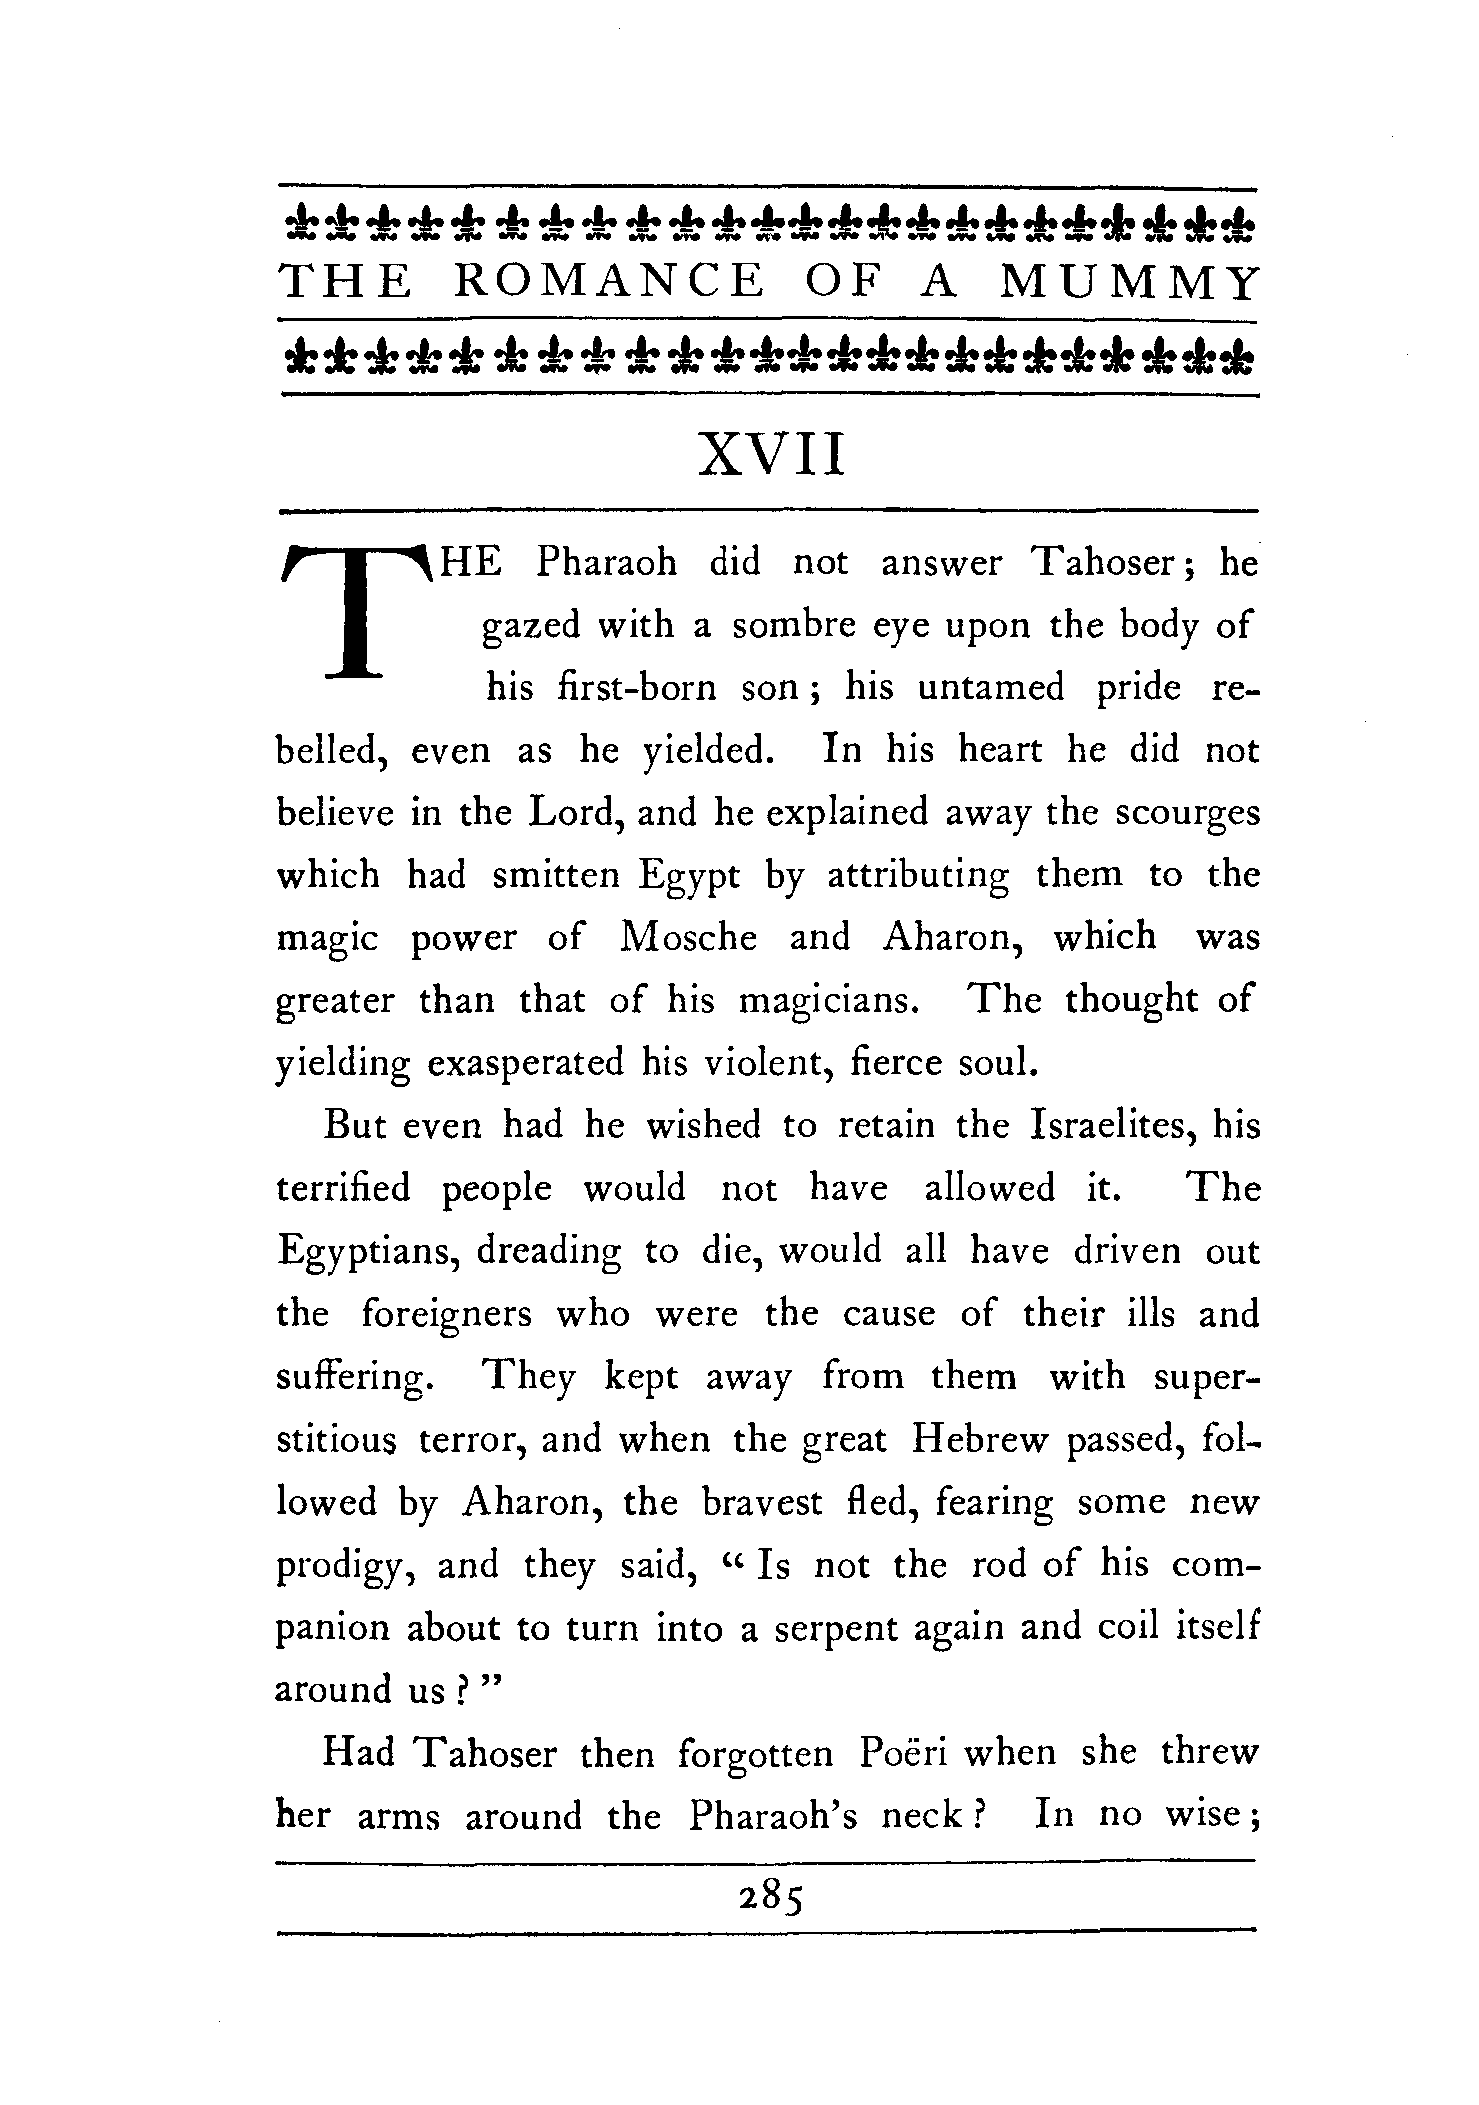 THE ROMANCE OF A MUMMY
XVII
THE Pharaoh did not answer Tahoser; he
gazed with a sombre eye upon the body of
his first-born son; his untamed pride re-
belled, even as he yielded. In his heart he did not
believe in the Lord, and he explained away the scourges
which had smitten Egypt by attributing them to the
magic power of Mosche and Aharon, which was
greater than that of his magicians. The thought of
yielding exasperated his violent, fierce soul.
But even had he wished to retain the Israelites, his
terrified people would not have allowed it. The
Egyptians, dreading to die, would all have driven out
the foreigners who were the cause of their ills and
suffering. They kept away from them with super-
stitious terror, and when the great Hebrew passed, fol-
lowed by Aharon, the bravest fled, fearing some new
prodigy, and they said, “Is not the rod of his com-
panion about to turn into a serpent again and coil itself
around us?”
Had Tahoser then forgotten Poëri when she threw
her arms around the Pharaoh's neck? In no wise;
285